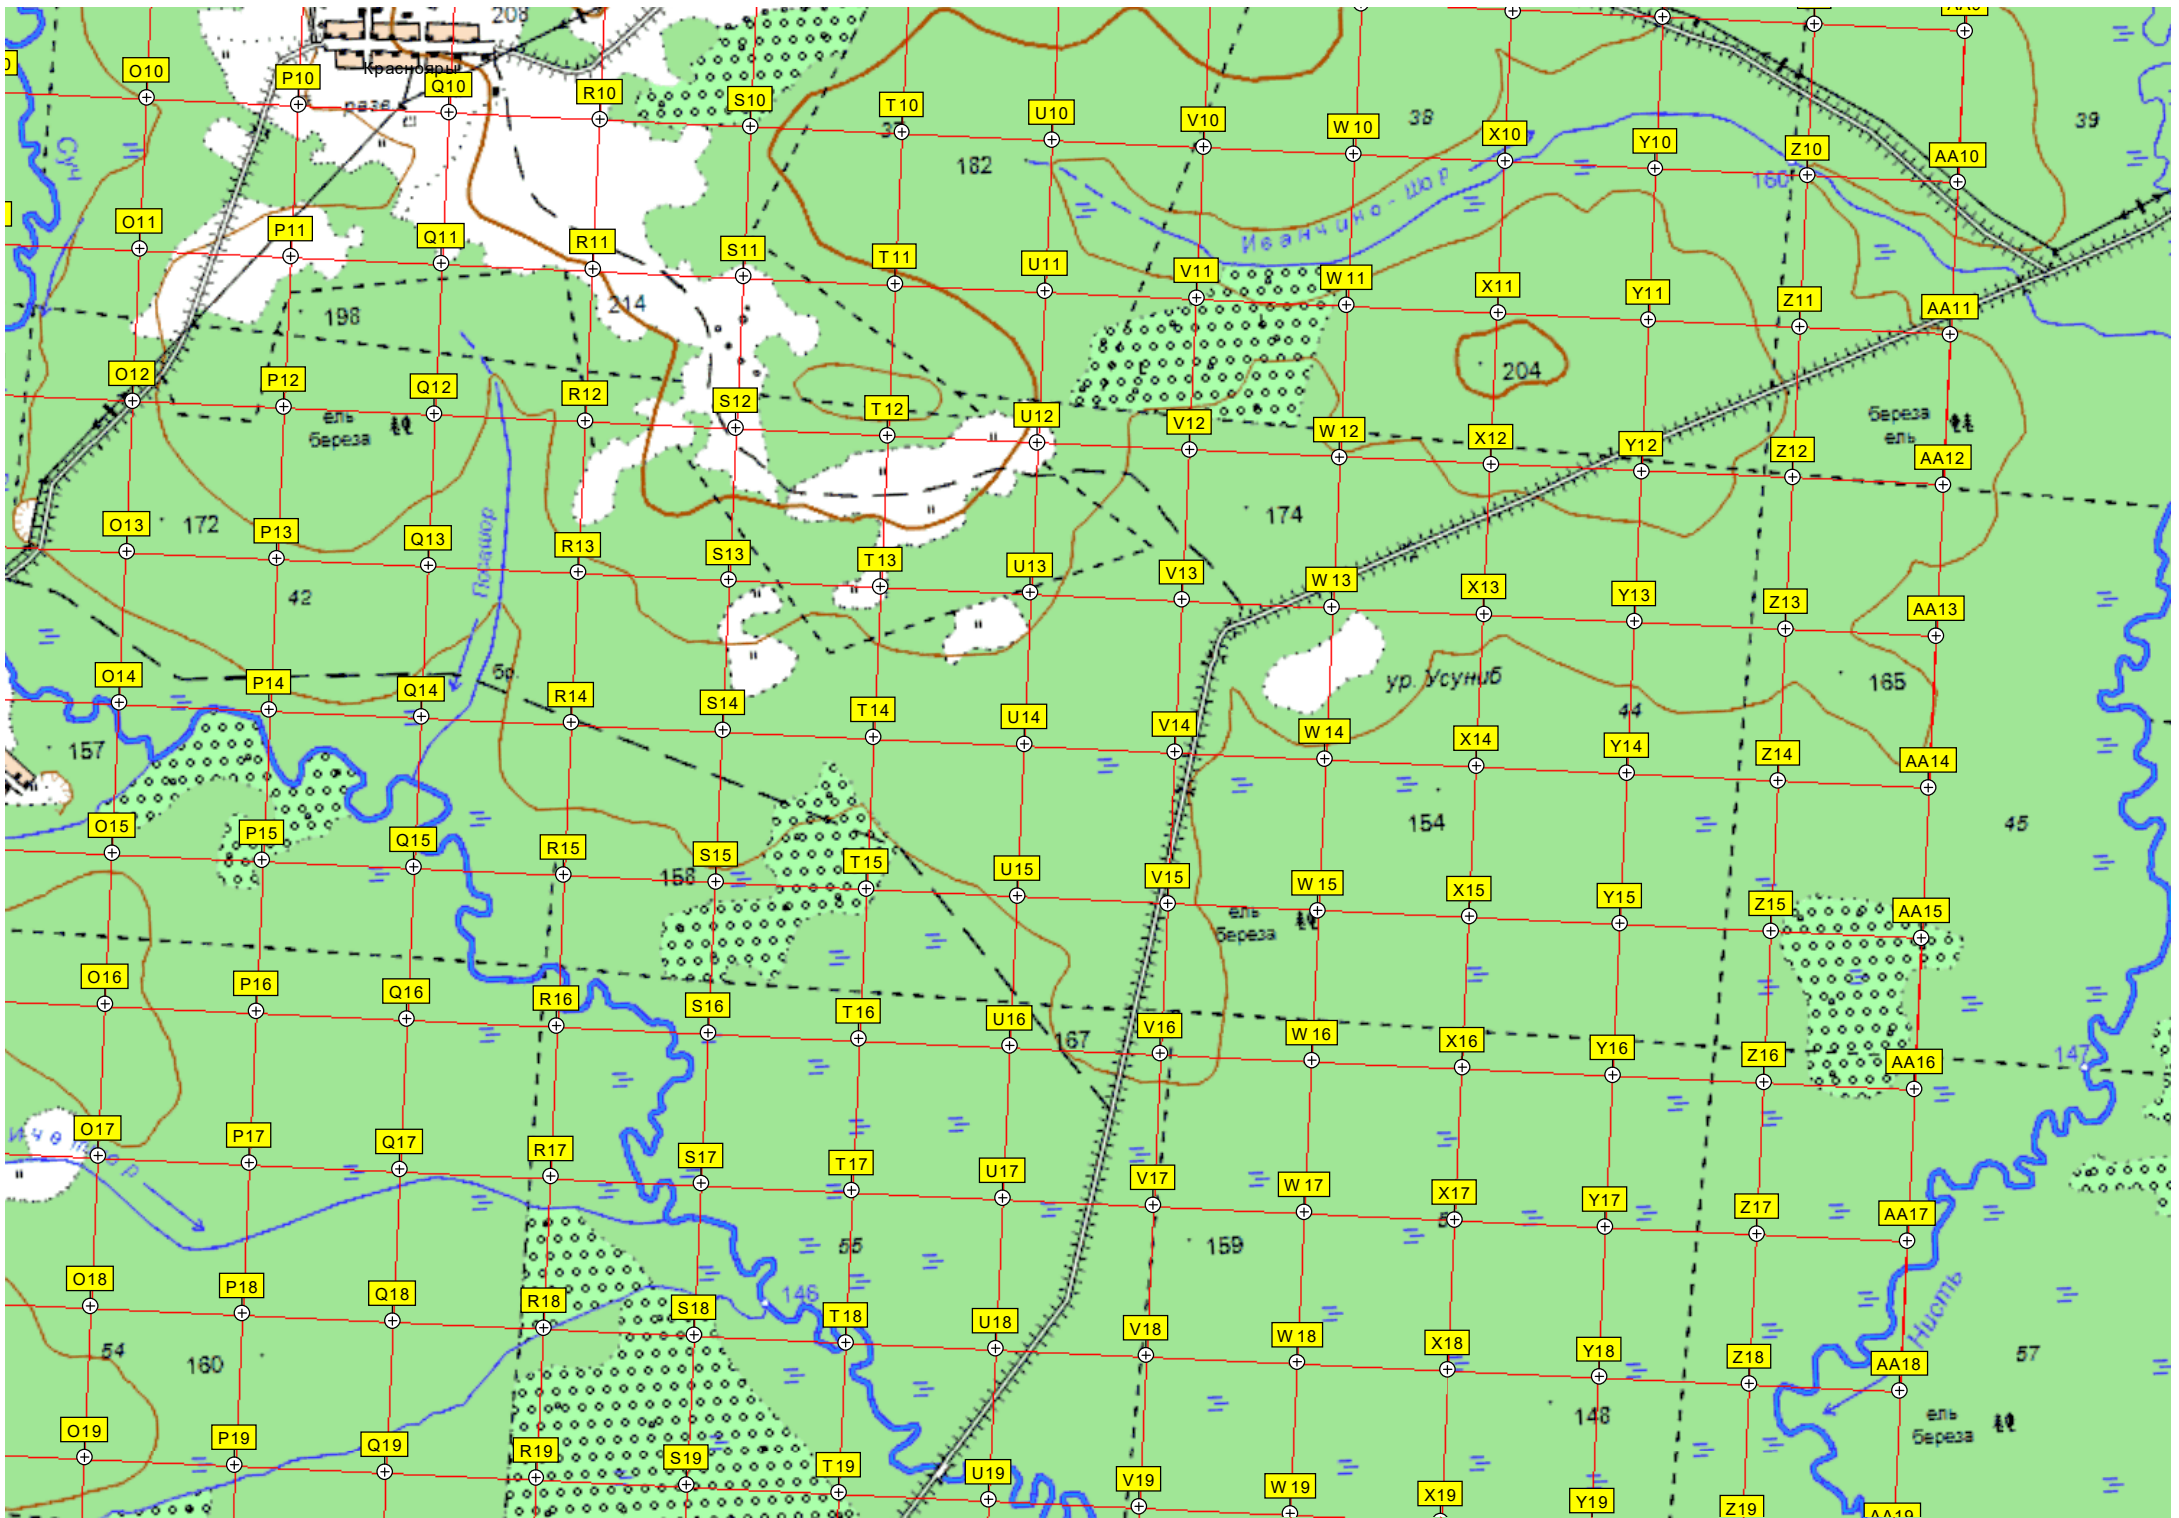 208
Краснояры
разв.
O10 P10 Q10 R10 S10 T10 U10 V10 W10 X10 Y10 Z10 AA10
38
39
182
160
Суч
Иванчино-шор
O11 P11 Q11 R11 S11 T11 U11 V11 W11 X11 Y11 Z11 AA11
198
214
204
O12 P12 Q12 R12 S12 T12 U12 V12 W12 X12 Y12 Z12 AA12
ель
береза
береза
ель
172
174
Посашор
O13 P13 Q13 R13 S13 T13 U13 V13 W13 X13 Y13 Z13 AA13
42
бр.
ур. Усуниб
165
44
O14 P14 Q14 R14 S14 T14 U14 V14 W14 X14 Y14 Z14 AA14
157
154
45
O15 P15 Q15 R15 S15 T15 U15 V15 W15 X15 Y15 Z15 AA15
158
ель
береза
O16 P16 Q16 R16 S16 T16 U16 V16 W16 X16 Y16 Z16 AA16
167
147
O17 P17 Q17 R17 S17 T17 U17 V17 W17 X17 Y17 Z17 AA17
55
159
146
Нисть
O18 P18 Q18 R18 S18 T18 U18 V18 W18 X18 Y18 Z18 AA18
54
160
57
148
ель
береза
O19 P19 Q19 R19 S19 T19 U19 V19 W19 X19 Y19 Z19 AA19